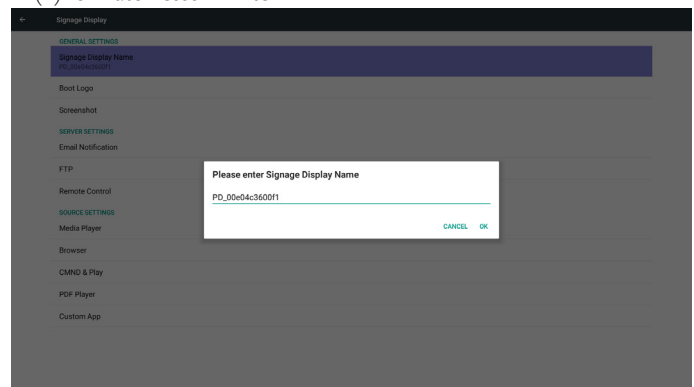 Signage Display
GENERAL SETTINGS
Signage Display Name
PD_00e04c3600f1
Boot Logo
Screenshot
SERVER SETTINGS
Email Notification
FTP
Remote Control
SOURCE SETTINGS
Media Player
Browser
CMND & Play
PDF Player
Custom App
Please enter Signage Display Name
PD_00e04c3600f1
CANCEL OK